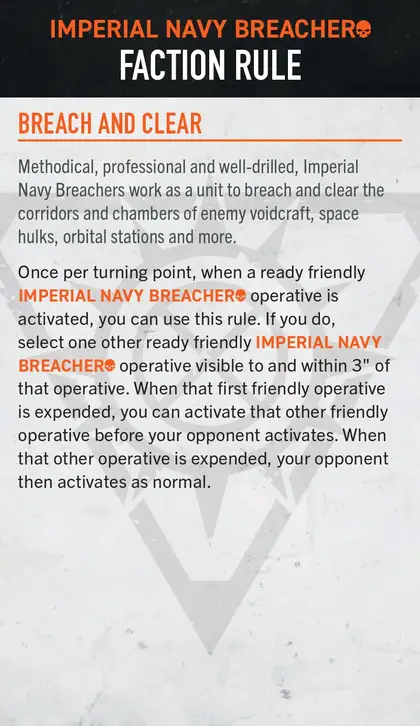 IMPERIAL NAVY BREACHER
FACTION RULE
BREACH AND CLEAR
Methodical, professional and well-drilled, Imperial
Navy Breachers work as a unit to breach and clear the
corridors and chambers of enemy voidcraft, space
hulks, orbital stations and more.
Once per turning point, when a ready friendly
IMPERIAL NAVY BREACHER operative is
activated, you can use this rule. If you do,
select one other ready friendly IMPERIAL NAVY
BREACHER operative visible to and within 3" of
that operative. When that first friendly operative
is expended, you can activate that other friendly
operative before your opponent activates. When
that other operative is expended, your opponent
then activates as normal.